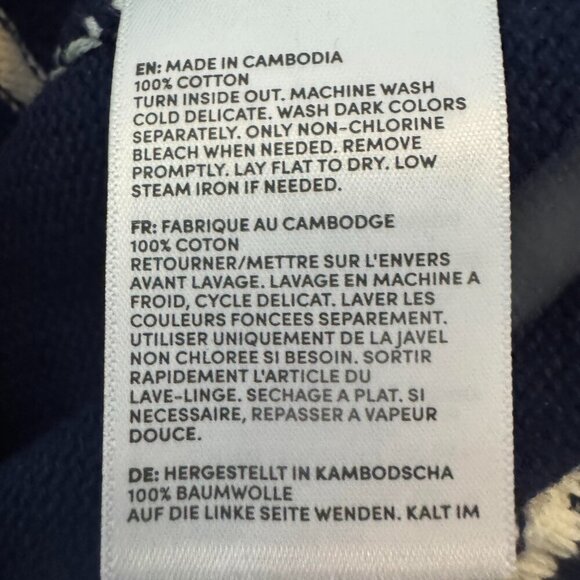 EN: MADE IN CAMBODIA
100% COTTON
TURN INSIDE OUT. MACHINE WASH
COLD DELICATE. WASH DARK COLORS
SEPARATELY. ONLY NON-CHLORINE
BLEACH WHEN NEEDED. REMOVE
PROMPTLY. LAY FLAT TO DRY. LOW
STEAM IRON IF NEEDED.
FR: FABRIQUE AU CAMBODGE
100% COTON
RETOURNER/METTRE SUR L'ENVERS
AVANT LAVAGE. LAVAGE EN MACHINE A
FROID, CYCLE DELICAT. LAVER LES
COULEURS FONCEES SEPAREMENT.
UTILISER UNIQUEMENT DE LA JAVEL
NON CHLOREE SI BESOIN. SORTIR
RAPIDEMENT L'ARTICLE DU
LAVE-LINGE. SECHAGE A PLAT. SI
NECESSAIRE, REPASSER A VAPEUR
DOUCE.
DE: HERGESTELLT IN KAMBODSCHA
100% BAUMWOLLE
AUF DIE LINKE SEITE WENDEN. KALT IM